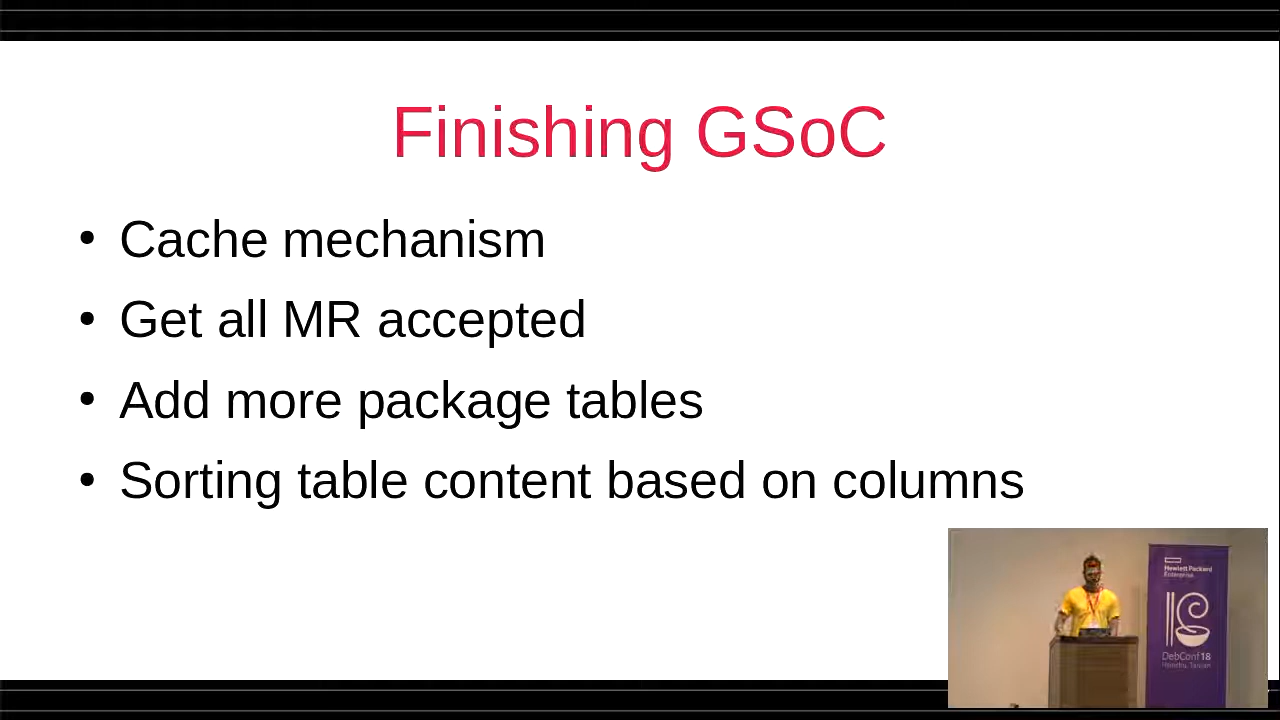 Finishing GSoC
• Cache mechanism
• Get all MR accepted
• Add more package tables
• Sorting table content based on columns
Hewlett Packard
Enterprise
DebConf18
Hsinchu, Taiwan